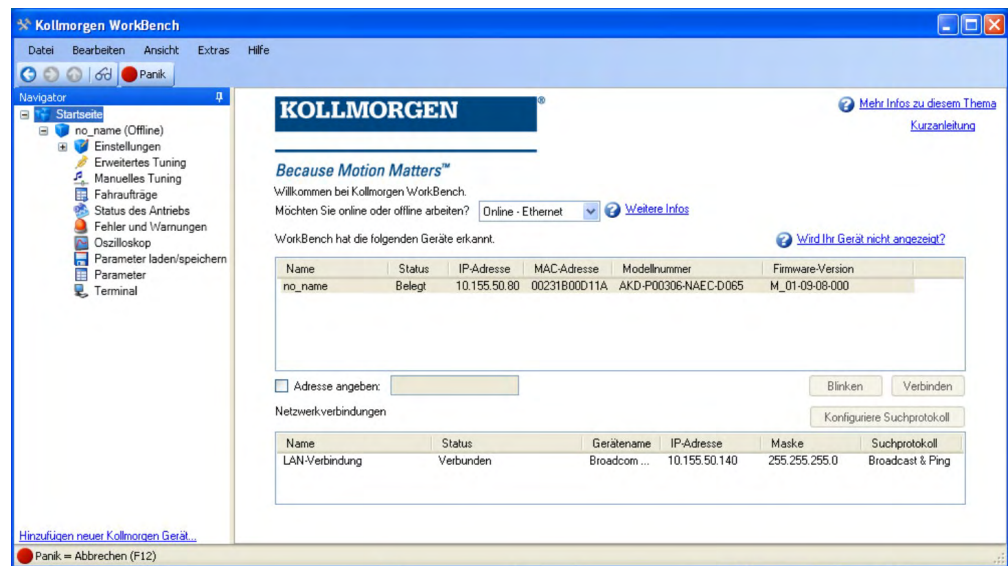 Kollmorgen WorkBench
Datei Bearbeiten Ansicht Extras Hilfe
Panik
Navigator
Startseite
no_name (Offline)
Einstellungen
Erweitertes Tuning
Manuelles Tuning
Fahraufträge
Status des Antriebs
Fehler und Warnungen
Oszilloskop
Parameter laden/speichern
Parameter
Terminal
Hinzufügen neuer Kollmorgen Gerät...
KOLLMORGEN®
Mehr Infos zu diesem Thema
Kurzanleitung
Because Motion Matters™
Willkommen bei Kollmorgen WorkBench.
Möchten Sie online oder offline arbeiten? Online - Ethernet Weitere Infos
WorkBench hat die folgenden Geräte erkannt. Wird Ihr Gerät nicht angezeigt?
Name Status IP-Adresse MAC-Adresse Modellnummer Firmware-Version
no_name Belegt 10.155.50.80 00231B00D11A AKD-P00306-NAEC-D065 M_01-09-08-000
Adresse angeben: Blinken Verbinden
Netzwerkverbindungen Konfiguriere Suchprotokoll
Name Status Gerätename IP-Adresse Maske Suchprotokoll
LAN-Verbindung Verbunden Broadcom ... 10.155.50.140 255.255.255.0 Broadcast & Ping
Panik = Abbrechen (F12)